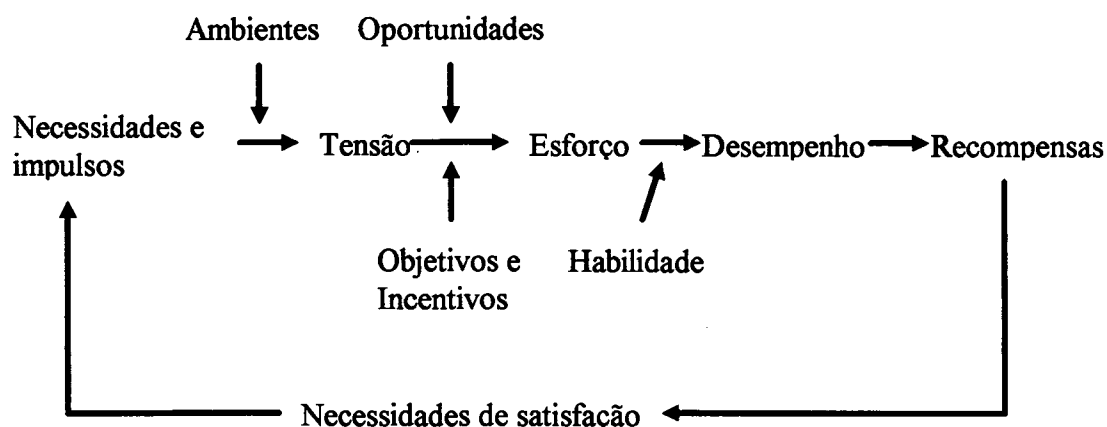 Ambientes Oportunidades
Necessidades e
impulsos
Tensão Esforço Desempenho Recompensas
Objetivos e
Incentivos
Habilidade
Necessidades de satisfacão